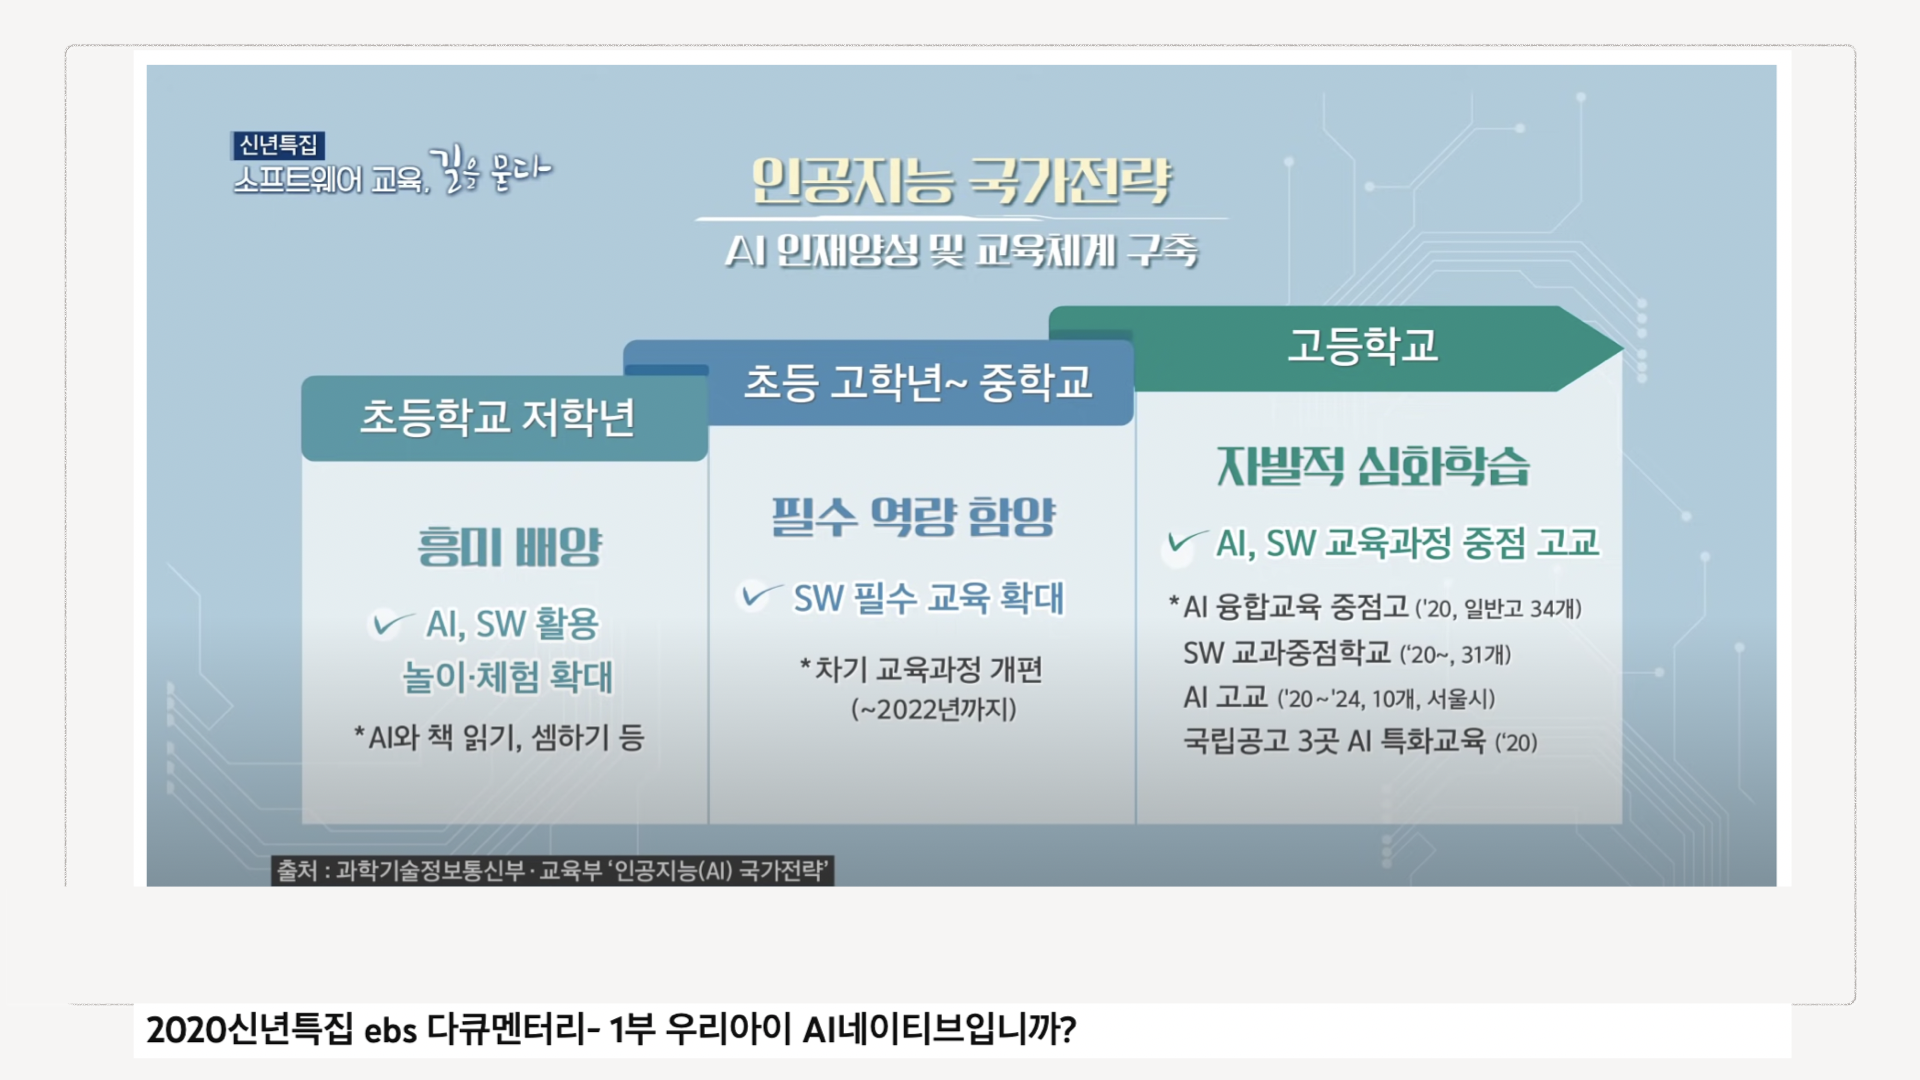 신년특집
소프트웨어 교육, 길을 묻다
인공지능 국가전략
AI 인재양성 및 교육체계 구축
초등학교 저학년
흥미 배양
AI, SW 활용
놀이·체험 확대
*AI와 책 읽기, 셈하기 등
초등 고학년~ 중학교
필수 역량 함양
SW 필수 교육 확대
*차기 교육과정 개편
(~2022년까지)
고등학교
자발적 심화학습
AI, SW 교육과정 중점 고교
*AI 융합교육 중점고 ('20, 일반고 34개)
SW 교과중점학교 (‘20~, 31개)
AI 고교 ('20~'24, 10개, 서울시)
국립공고 3곳 AI 특화교육 (‘20)
출처 : 과학기술정보통신부·교육부 ‘인공지능(AI) 국가전략’
2020신년특집 ebs 다큐멘터리- 1부 우리아이 AI네이티브입니까?